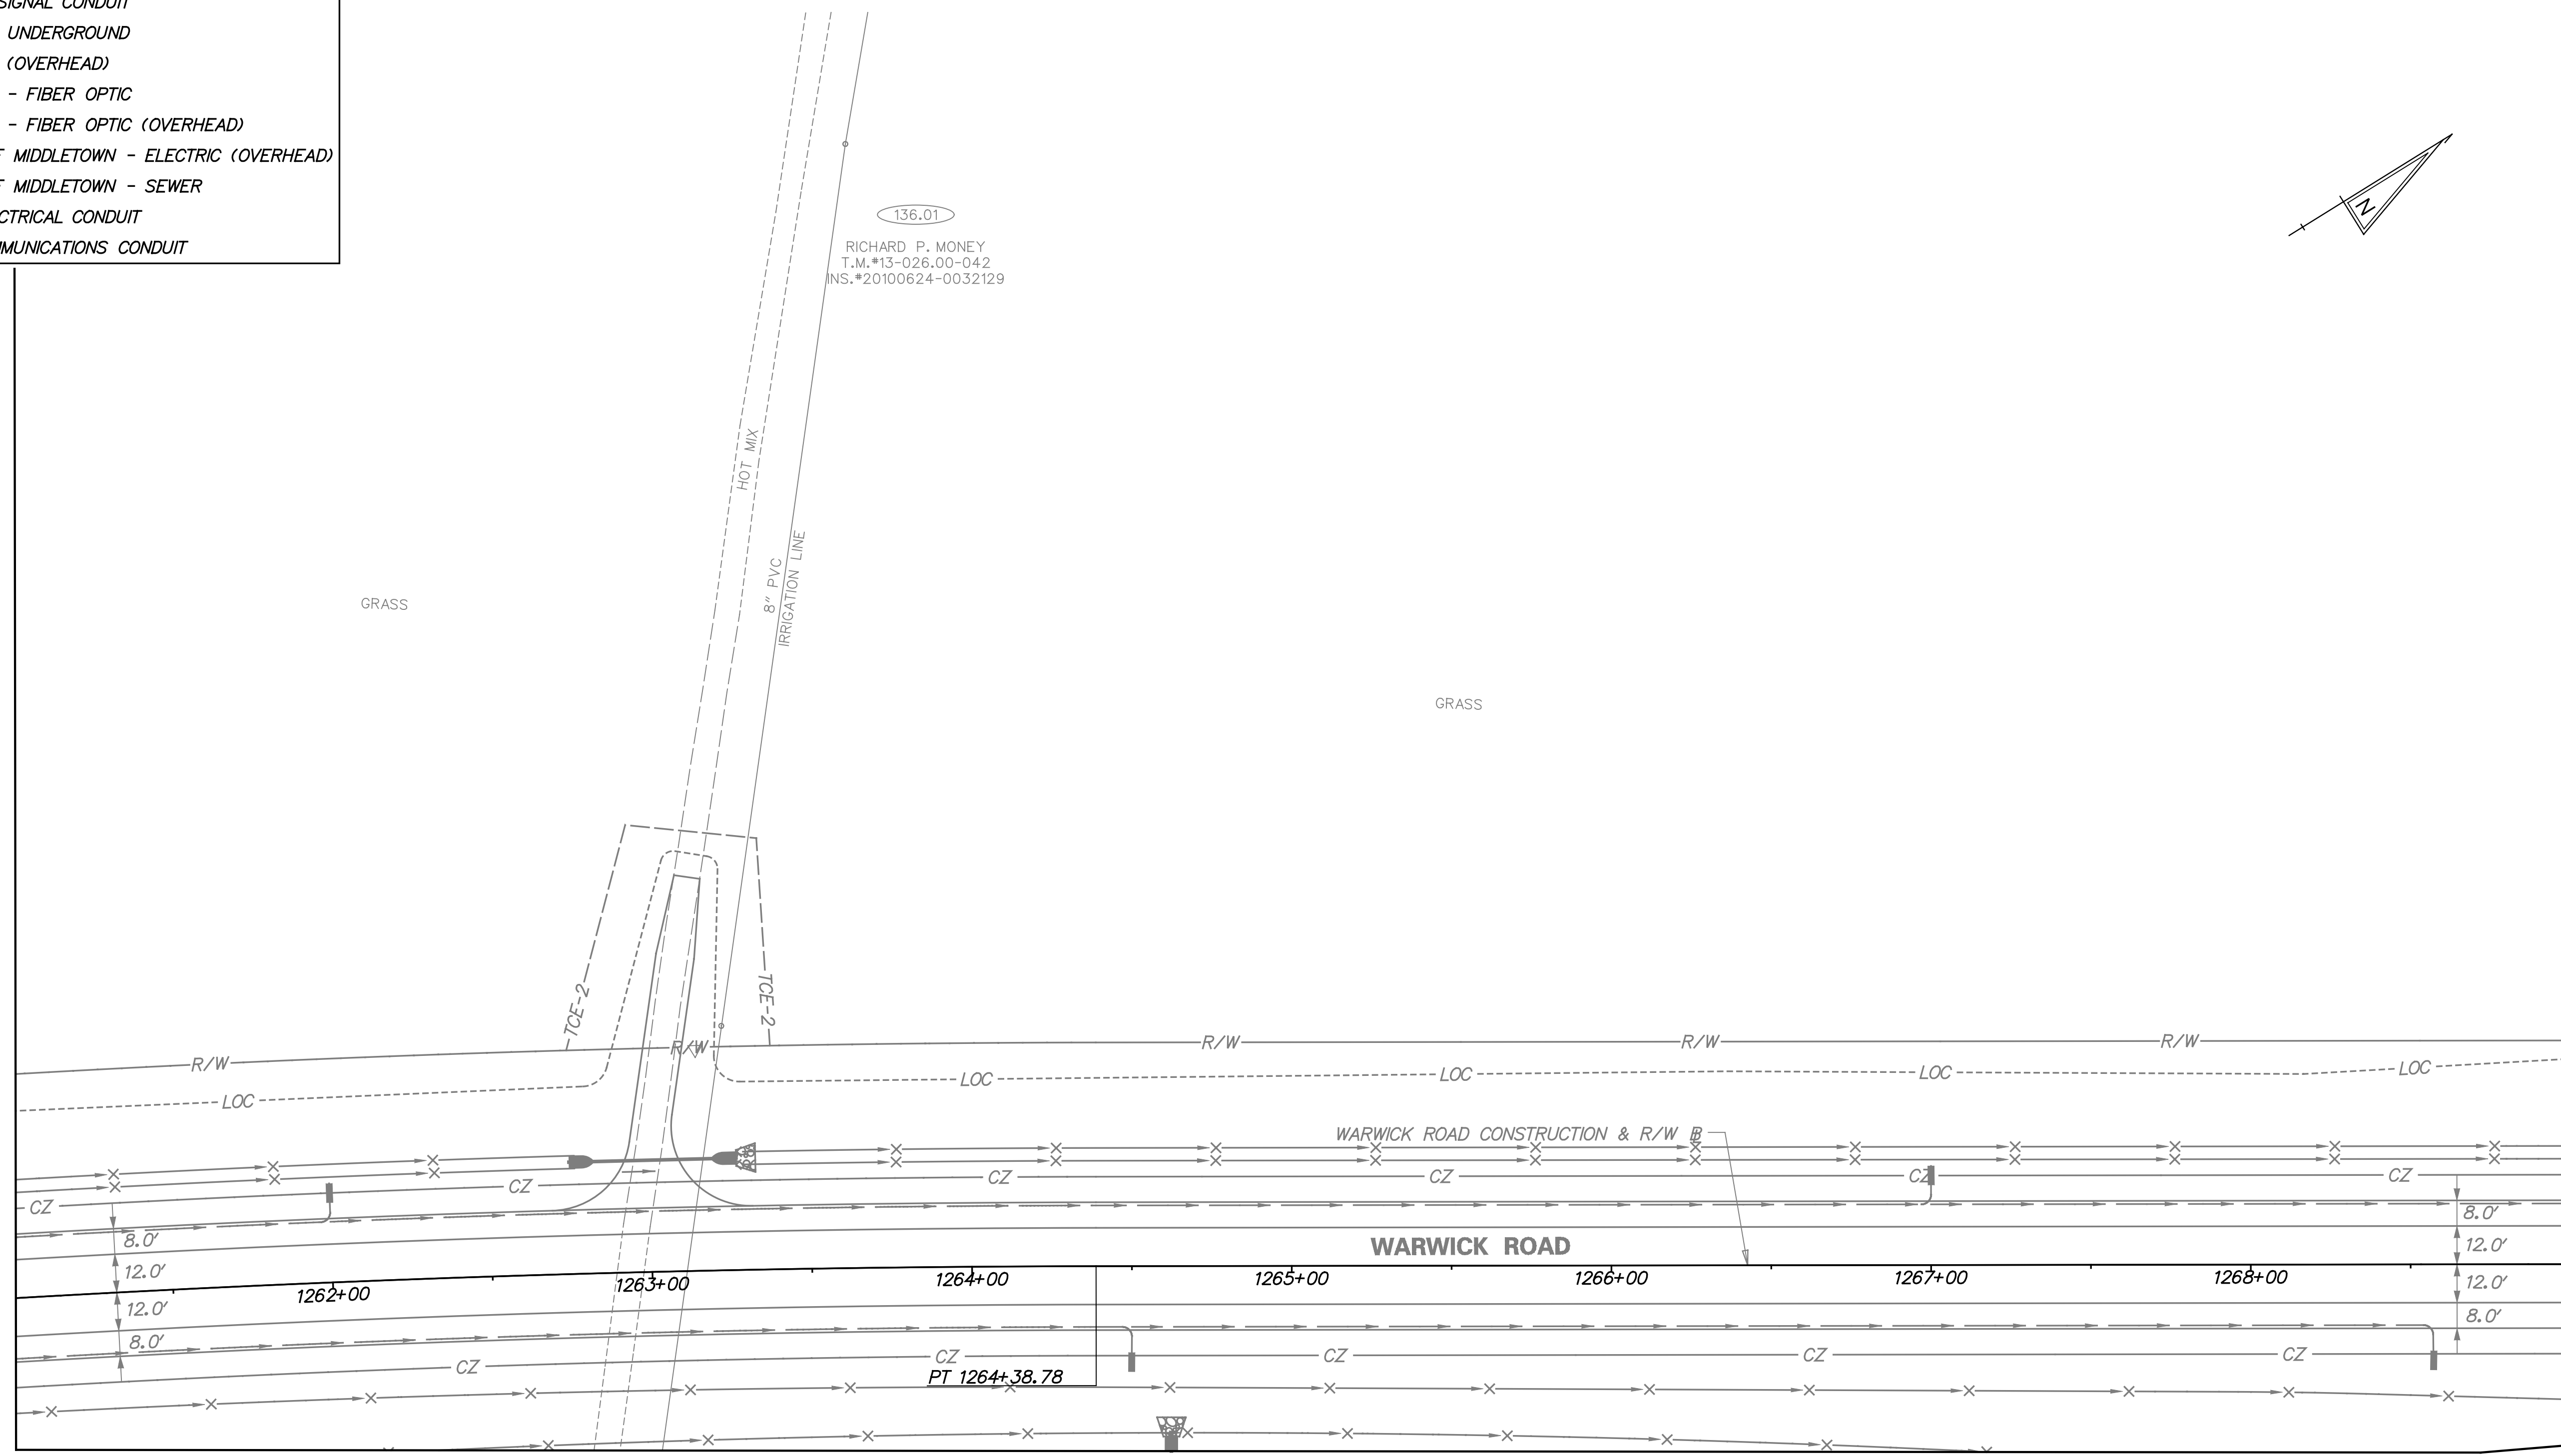 SIGNAL CONDUIT
UNDERGROUND
(OVERHEAD)
- FIBER OPTIC
- FIBER OPTIC (OVERHEAD)
MIDDLETOWN - ELECTRIC (OVERHEAD)
MIDDLETOWN - SEWER
CTRICAL CONDUIT
MMUNICATIONS CONDUIT
136.01
RICHARD P. MONEY
T.M.#13-026.00-042
INS.#20100624-0032129
N
HOT MIX
8" PVC
IRRIGATION LINE
GRASS
GRASS
TCE-2
TCE-2
R/W
R/W
R/W
R/W
R/W
LOC
LOC
LOC
LOC
LOC
WARWICK ROAD CONSTRUCTION & R/W B
CZ
CZ
CZ
CZ
CZ
CZ
8.0'
12.0'
12.0'
8.0'
WARWICK ROAD
8.0'
12.0'
12.0'
8.0'
1262+00
1263+00
1264+00
1265+00
1266+00
1267+00
1268+00
CZ
CZ
CZ
CZ
CZ
PT 1264+38.78